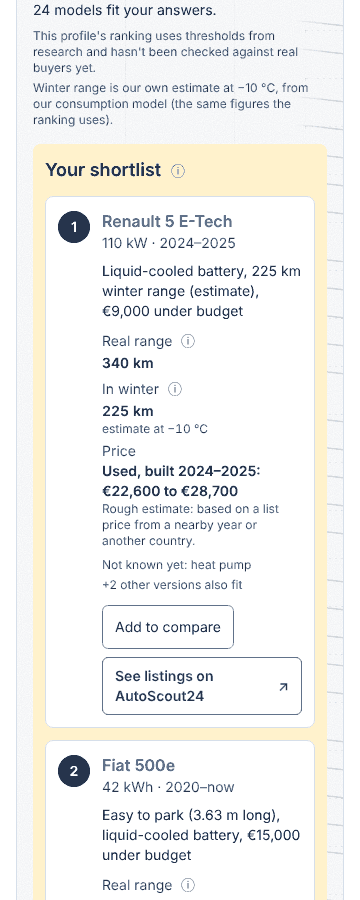 24 models fit your answers.
This profile's ranking uses thresholds from
research and hasn't been checked against real
buyers yet.
Winter range is our own estimate at −10 °C, from
our consumption model (the same figures the
ranking uses).
Your shortlist ⓘ
1
Renault 5 E-Tech
110 kW · 2024–2025
Liquid-cooled battery, 225 km
winter range (estimate),
€9,000 under budget
Real range ⓘ
340 km
In winter ⓘ
225 km
estimate at −10 °C
Price
Used, built 2024–2025:
€22,600 to €28,700
Rough estimate: based on a list
price from a nearby year or
another country.
Not known yet: heat pump
+2 other versions also fit
Add to compare
See listings on
AutoScout24
2
Fiat 500e
42 kWh · 2020–now
Easy to park (3.63 m long),
liquid-cooled battery, €15,000
under budget
Real range ⓘ